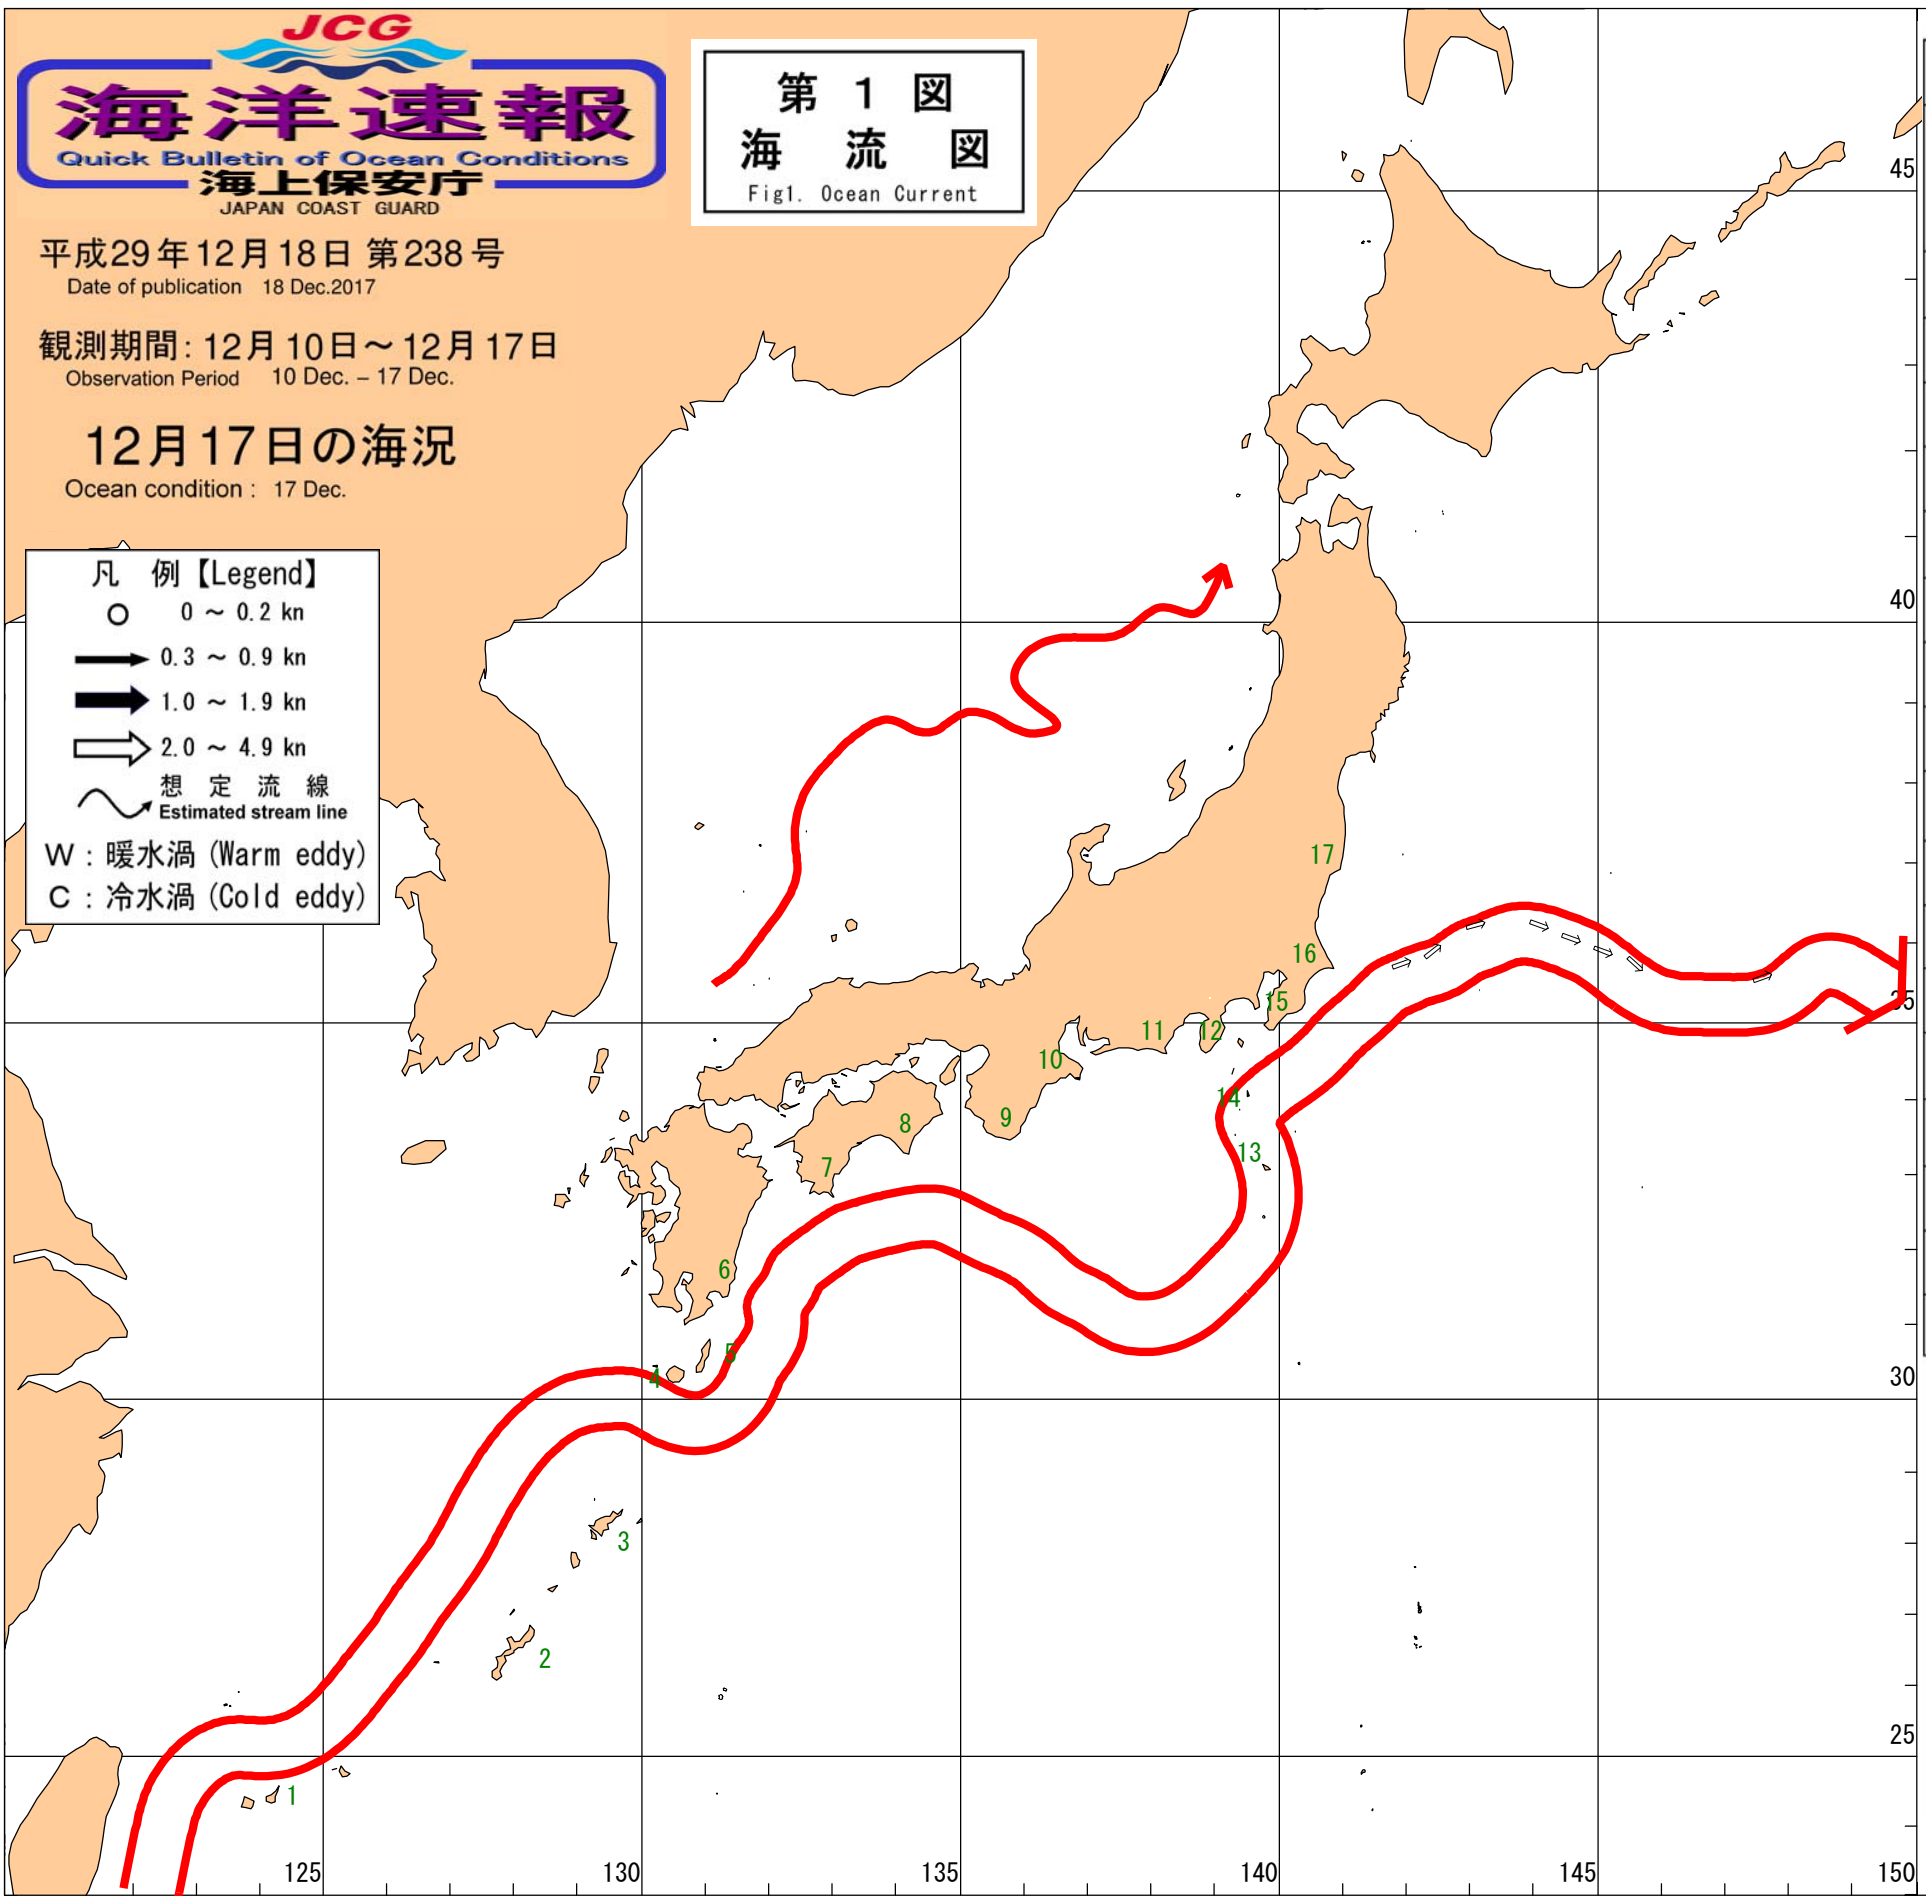 JCG
海洋速報
Quick Bulletin of Ocean Conditions
海上保安庁
JAPAN COAST GUARD
第 1 図
海 流 図
Fig1. Ocean Current
平成29年12月18日 第238号
Date of publication 18 Dec.2017
観測期間: 12月10日～12月17日
Observation Period 10 Dec. – 17 Dec.
12月17日の海況
Ocean condition : 17 Dec.
凡 例【Legend】
0 ～ 0.2 kn
0.3 ～ 0.9 kn
1.0 ～ 1.9 kn
2.0 ～ 4.9 kn
想 定 流 線
Estimated stream line
W : 暖水渦 (Warm eddy)
C : 冷水渦 (Cold eddy)
45
40
17
16
35
15
11
12
10
14
9
8
13
7
6
5
4
30
3
2
25
1
125
130
135
140
145
150